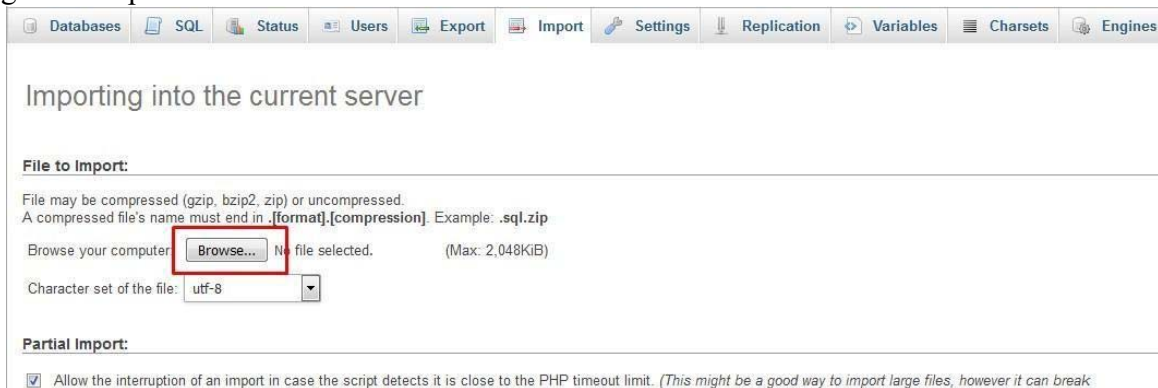 Databases SQL Status Users Export Import Settings Replication Variables Charsets Engines
Importing into the current server
File to Import:
File may be compressed (gzip, bzip2, zip) or uncompressed.
A compressed file's name must end in .[format].[compression]. Example: .sql.zip
Browse your computer: Browse... No file selected. (Max: 2,048KiB)
Character set of the file: utf-8
Partial Import:
Allow the interruption of an import in case the script detects it is close to the PHP timeout limit. (This might be a good way to import large files, however it can break